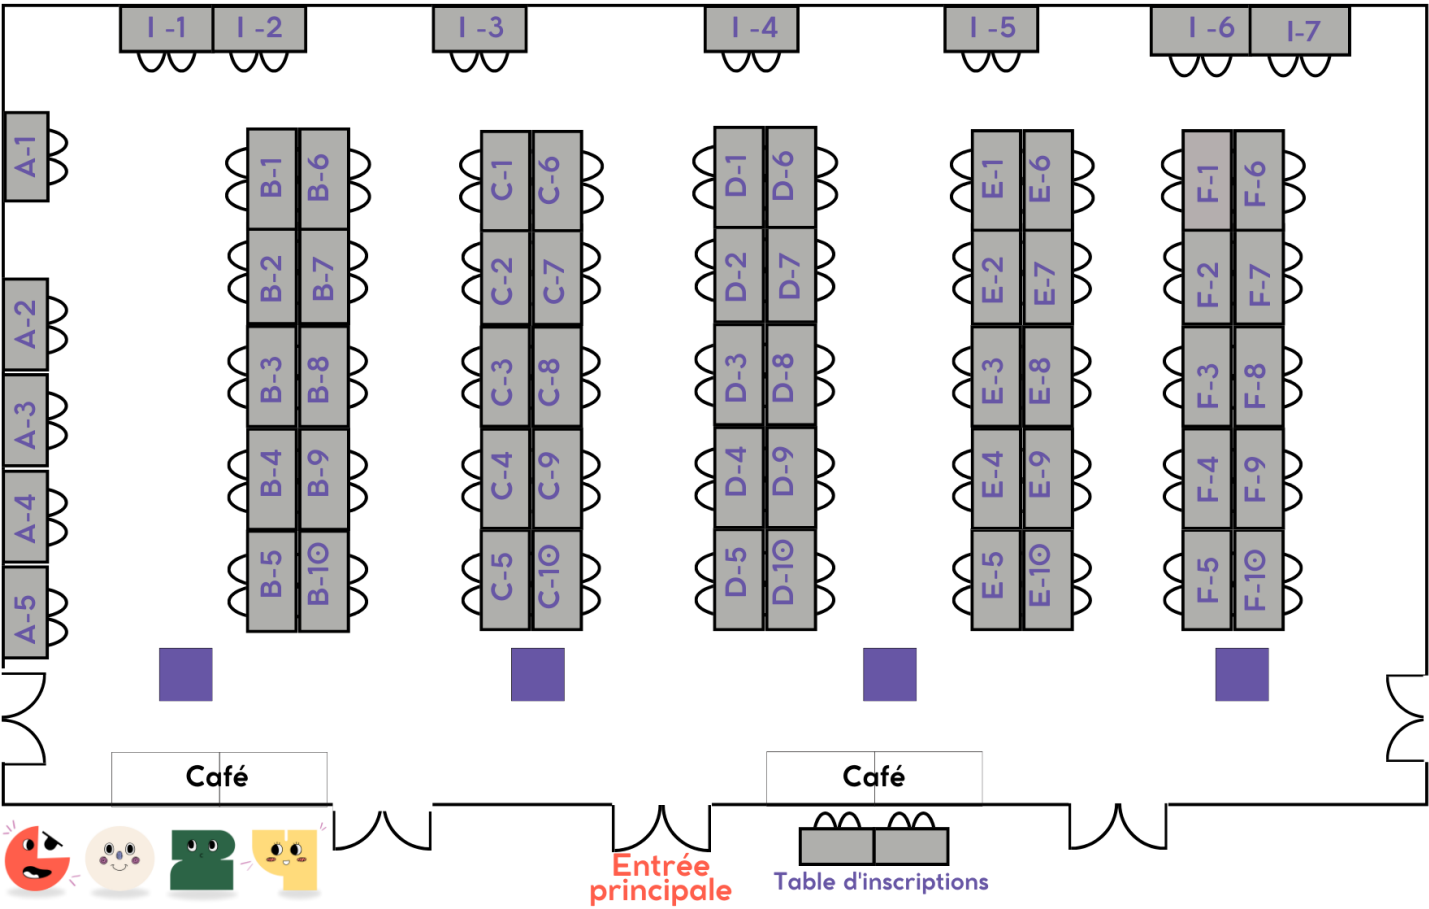 I -1
I -2
I -3
I -4
I -5
I -6
I-7
A-1
A-2
A-3
A-4
A-5
B-1
B-6
B-2
B-7
B-3
B-8
B-4
B-9
B-5
B-10
C-1
C-6
C-2
C-7
C-3
C-8
C-4
C-9
C-5
C-10
D-1
D-6
D-2
D-7
D-3
D-8
D-4
D-9
D-5
D-10
E-1
E-6
E-2
E-7
E-3
E-8
E-4
E-9
E-5
E-10
F-1
F-6
F-2
F-7
F-3
F-8
F-4
F-9
F-5
F-10
Café
Café
Entrée
principale
Table d'inscriptions